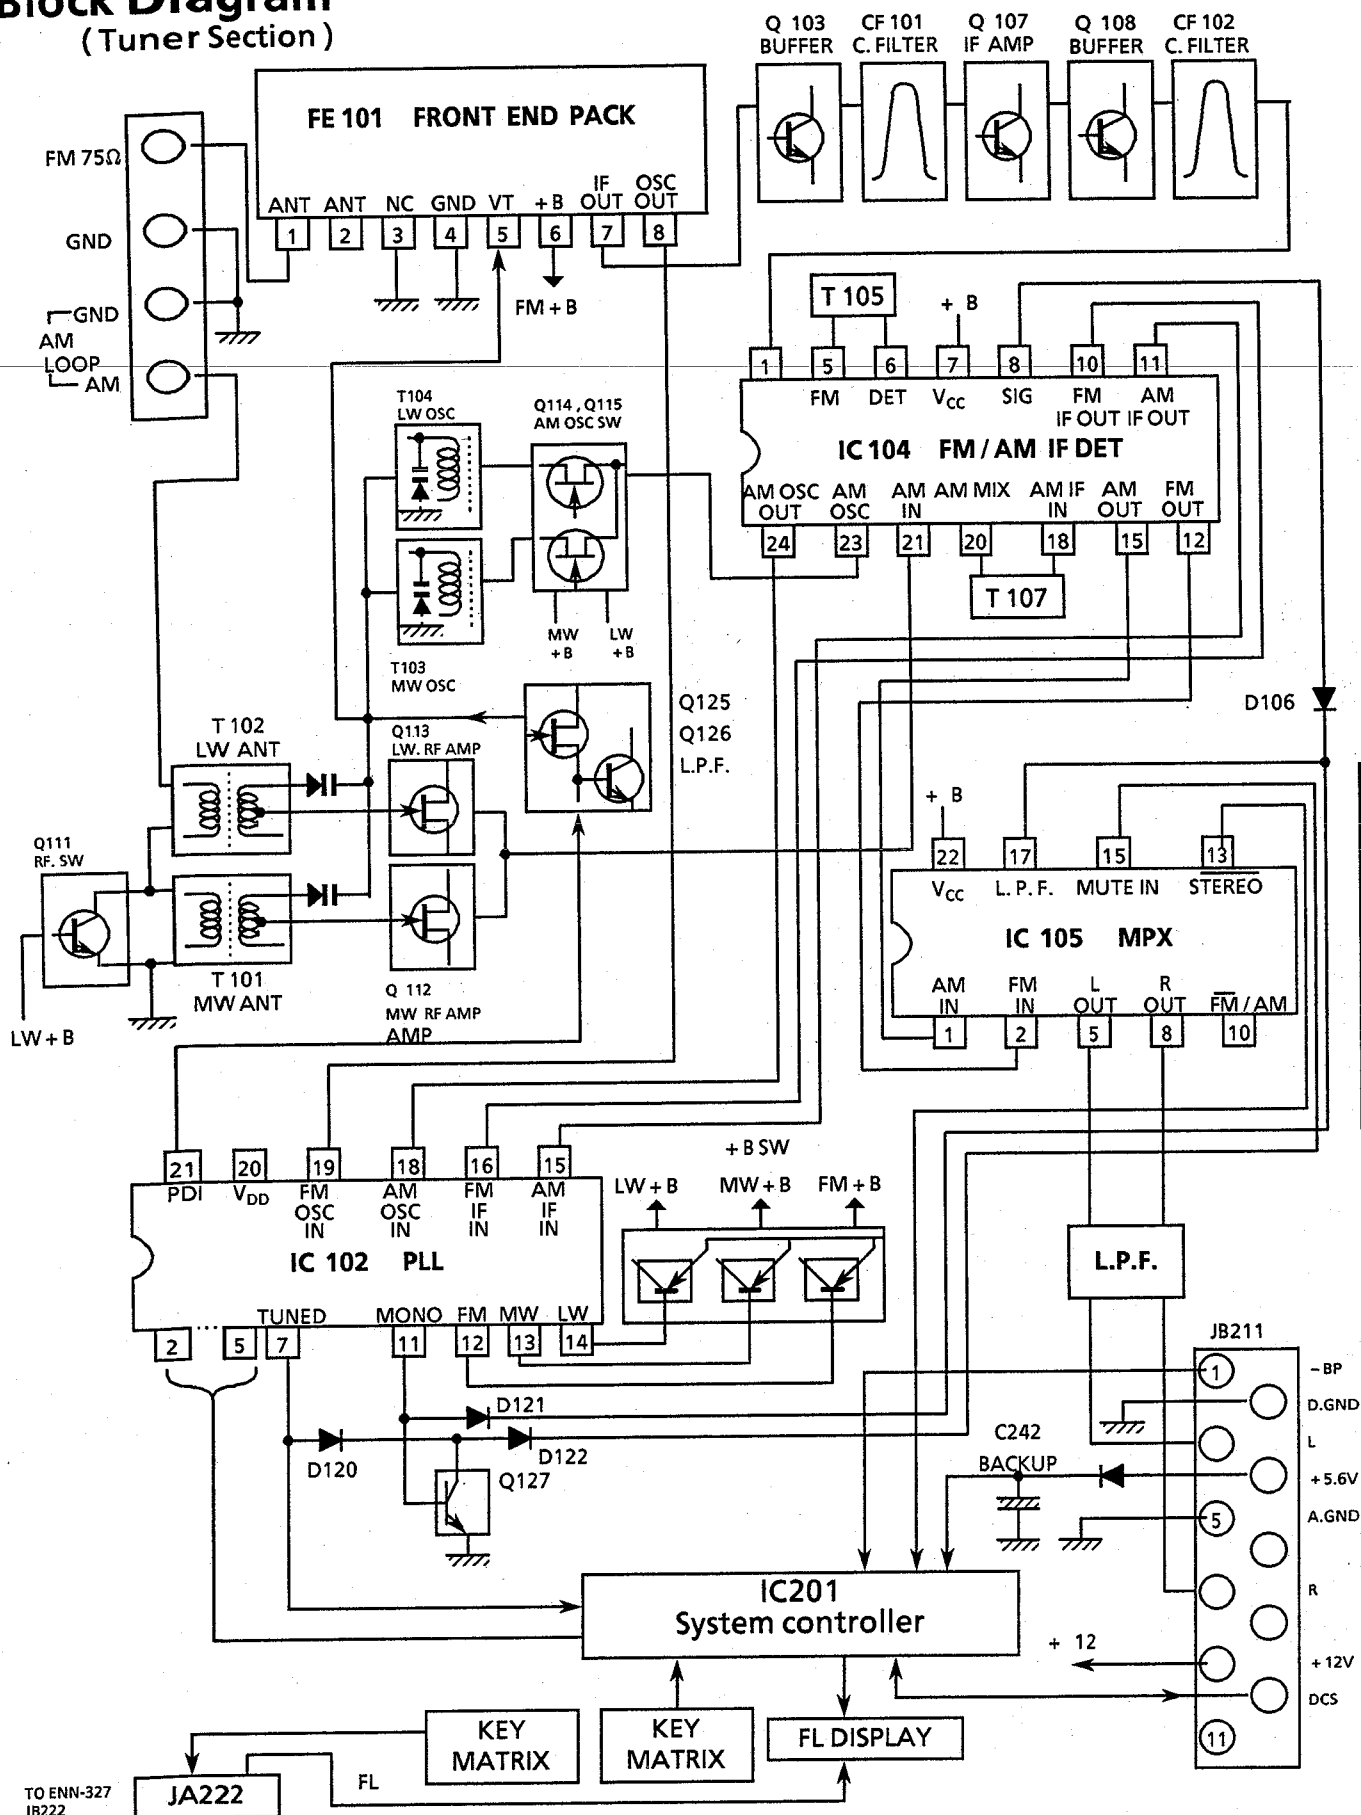 Block Diagram
(Tuner Section)
Q 103
BUFFER
CF 101
C. FILTER
Q 107
IF AMP
Q 108
BUFFER
CF 102
C. FILTER
FE 101 FRONT END PACK
ANT ANT NC GND VT +B IF OUT OSC OUT
1 2 3 4 5 6 7 8
FM 75Ω
GND
GND
AM
LOOP
AM
FM + B
T 105
+ B
1 5 6 7 8 10 11
FM DET VCC SIG FM IF OUT AM IF OUT
IC 104 FM / AM IF DET
AM OSC OUT AM OSC AM IN AM MIX AM IF IN AM OUT FM OUT
24 23 21 20 18 15 12
T 107
T104
LW OSC
Q114 , Q115
AM OSC SW
MW
+ B
LW
+ B
T103
MW OSC
Q125
Q126
L.P.F.
D106
T 102
LW ANT
Q113
LW. RF AMP
Q111
RF. SW
T 101
MW ANT
Q 112
MW RF AMP
AMP
LW + B
+ B
22 17 15 13
VCC L. P. F. MUTE IN STEREO
IC 105 MPX
AM IN FM IN L OUT R OUT FM / AM
1 2 5 8 10
21 20 19 18 16 15
PDI VDD FM OSC IN AM OSC IN FM IF IN AM IF IN
IC 102 PLL
TUNED MONO FM MW LW
2 .... 5 7 11 12 13 14
+ B SW
LW + B MW + B FM + B
L.P.F.
D121
D120
D122
Q127
C242
BACKUP
JB211
1 – BP
D.GND
L
+ 5.6V
5 A.GND
R
+ 12V
DCS
11
+ 12
IC201
System controller
KEY
MATRIX
KEY
MATRIX
FL DISPLAY
FL
JA222
TO ENN-327
JB222